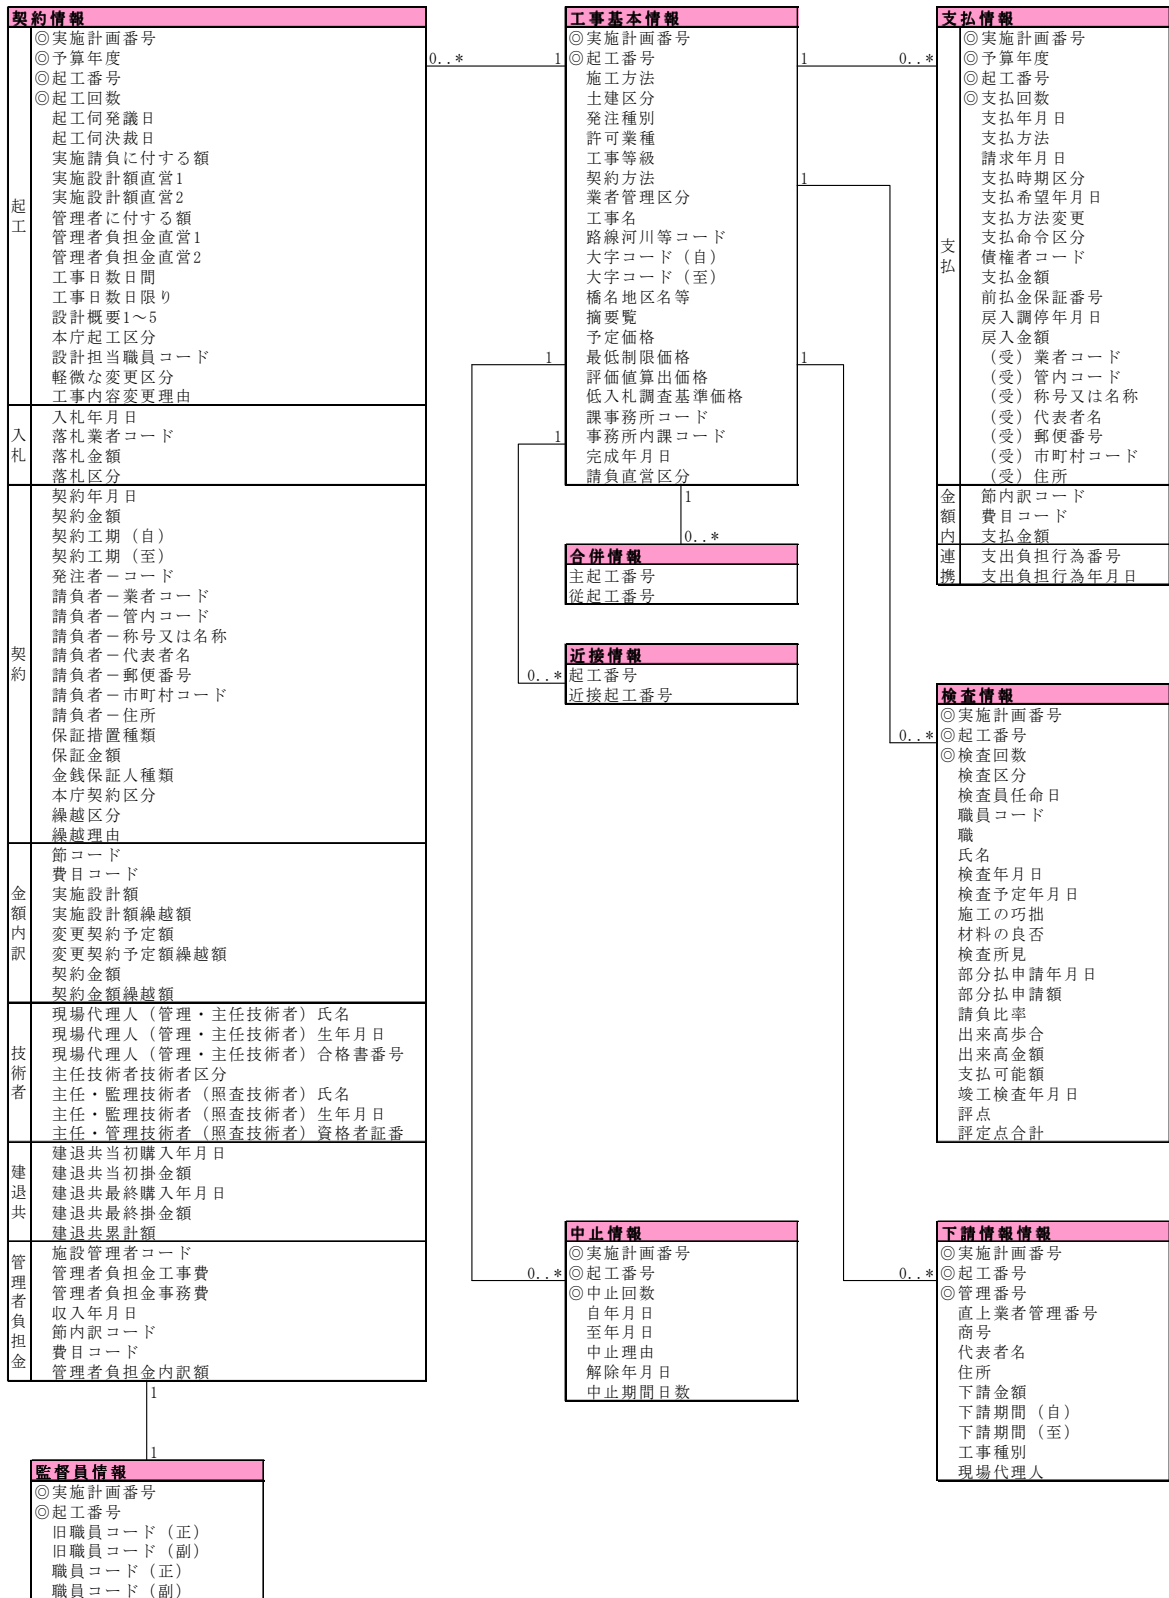 契約情報
起工
◎実施計画番号
◎予算年度
◎起工番号
◎起工回数
起工伺発議日
起工伺決裁日
実施請負に付する額
実施設計額直営1
実施設計額直営2
管理者に付する額
管理者負担金直営1
管理者負担金直営2
工事日数日間
工事日数日限り
設計概要1～5
本庁起工区分
設計担当職員コード
軽微な変更区分
工事内容変更理由
入札
入札年月日
落札業者コード
落札金額
落札区分
契約
契約年月日
契約金額
契約工期（自）
契約工期（至）
発注者－コード
請負者－業者コード
請負者－管内コード
請負者－称号又は名称
請負者－代表者名
請負者－郵便番号
請負者－市町村コード
請負者－住所
保証措置種類
保証金額
金銭保証人種類
本庁契約区分
繰越区分
繰越理由
金額内訳
節コード
費目コード
実施設計額
実施設計額繰越額
変更契約予定額
変更契約予定額繰越額
契約金額
契約金額繰越額
技術者
現場代理人（管理・主任技術者）氏名
現場代理人（管理・主任技術者）生年月日
現場代理人（管理・主任技術者）合格書番号
主任技術者技術者区分
主任・監理技術者（照査技術者）氏名
主任・監理技術者（照査技術者）生年月日
主任・管理技術者（照査技術者）資格者証番
建退共
建退共当初購入年月日
建退共当初掛金額
建退共最終購入年月日
建退共最終掛金額
建退共累計額
管理者負担金
施設管理者コード
管理者負担金工事費
管理者負担金事務費
収入年月日
節内訳コード
費目コード
管理者負担金内訳額
1
1
監督員情報
◎実施計画番号
◎起工番号
旧職員コード（正）
旧職員コード（副）
職員コード（正）
職員コード（副）
0..*
1
工事基本情報
◎実施計画番号
◎起工番号
施工方法
土建区分
発注種別
許可業種
工事等級
契約方法
業者管理区分
工事名
路線河川等コード
大字コード（自）
大字コード（至）
橋名地区名等
摘要覧
予定価格
最低制限価格
評価値算出価格
低入札調査基準価格
課事務所コード
事務所内課コード
完成年月日
請負直営区分
1
1
1
0..*
合併情報
主起工番号
従起工番号
近接情報
0..*
起工番号
近接起工番号
中止情報
◎実施計画番号
0..*
◎起工番号
◎中止回数
自年月日
至年月日
中止理由
解除年月日
中止期間日数
1
0..*
1
1
支払情報
支払
◎実施計画番号
◎予算年度
◎起工番号
◎支払回数
支払年月日
支払方法
請求年月日
支払時期区分
支払希望年月日
支払方法変更
支払命令区分
債権者コード
支払金額
前払金保証番号
戻入調停年月日
戻入金額
（受）業者コード
（受）管内コード
（受）称号又は名称
（受）代表者名
（受）郵便番号
（受）市町村コード
（受）住所
金額内
節内訳コード
費目コード
支払金額
連携
支出負担行為番号
支出負担行為年月日
検査情報
◎実施計画番号
0..*
◎起工番号
◎検査回数
検査区分
検査員任命日
職員コード
職
氏名
検査年月日
検査予定年月日
施工の巧拙
材料の良否
検査所見
部分払申請年月日
部分払申請額
請負比率
出来高歩合
出来高金額
支払可能額
竣工検査年月日
評点
評定点合計
下請情報情報
◎実施計画番号
0..*
◎起工番号
◎管理番号
直上業者管理番号
商号
代表者名
住所
下請金額
下請期間（自）
下請期間（至）
工事種別
現場代理人